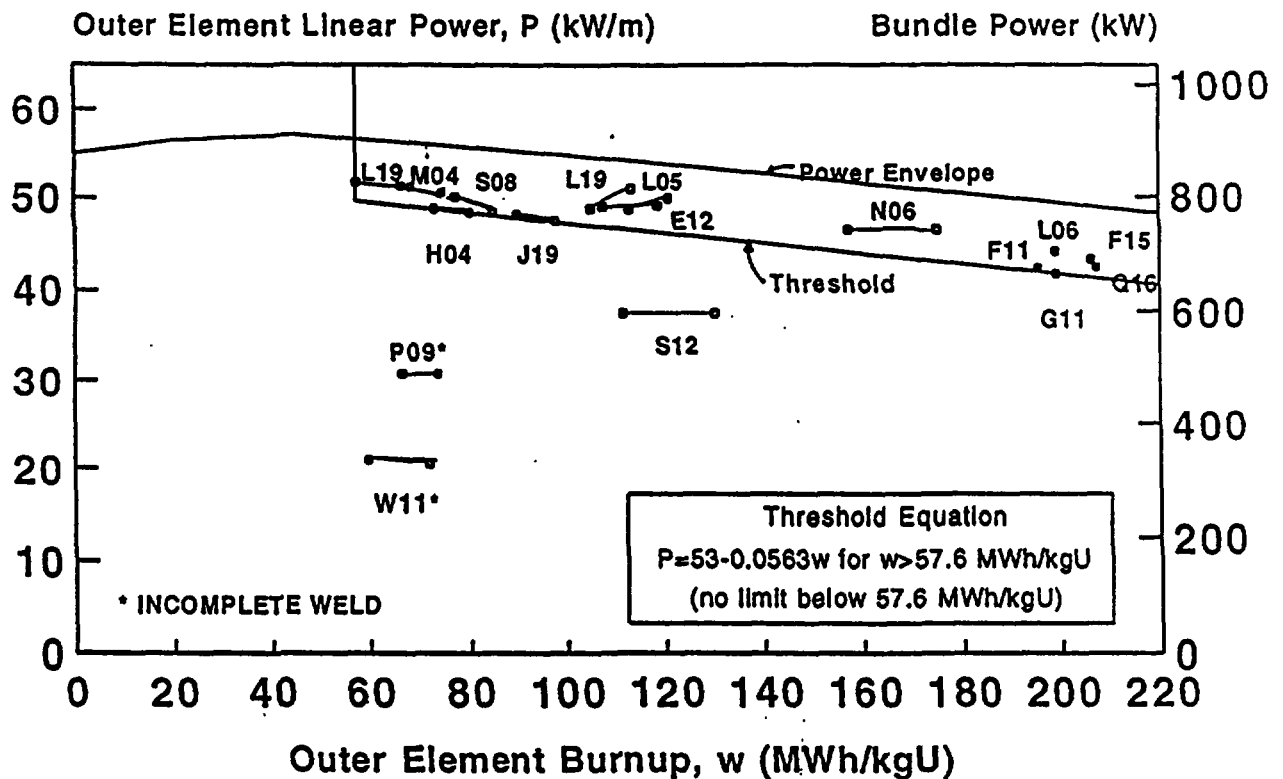 Outer Element Linear Power, P (kW/m)
Bundle Power (kW)
60
50
40
30
20
10
0
1000
800
600
400
200
0
L19
M04
S08
L19
L05
Power Envelope
E12
N06
L06
F15
F11
H04
J19
Threshold
Q16
G11
S12
P09*
W11*
Threshold Equation
P=53-0.0563w for w>57.6 MWh/kgU
(no limit below 57.6 MWh/kgU)
* INCOMPLETE WELD
0 20 40 60 80 100 120 140 160 180 200 220
Outer Element Burnup, w (MWh/kgU)